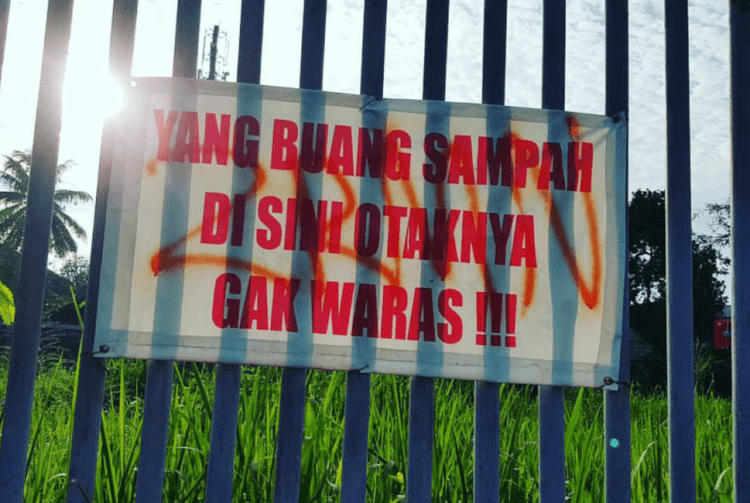 YANG BUANG SAMPAH
DI SINI OTAKNYA
GAK WARAS !!!